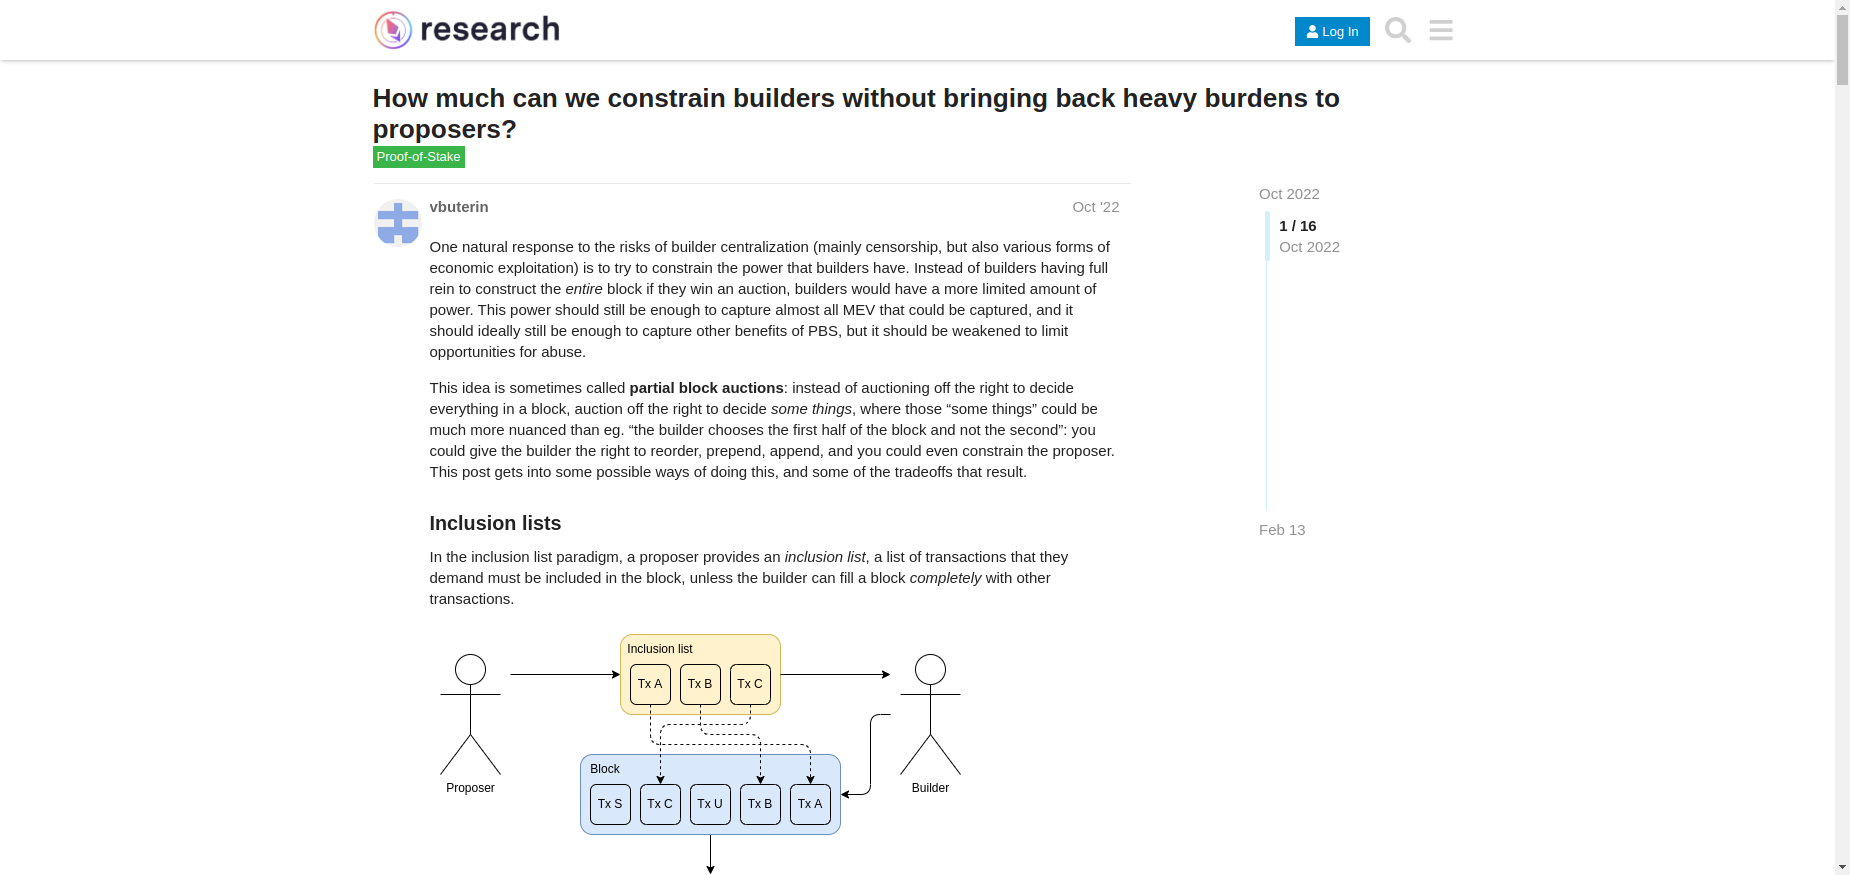 research
Log In
How much can we constrain builders without bringing back heavy burdens to
proposers?
Proof-of-Stake
vbuterin
Oct '22
One natural response to the risks of builder centralization (mainly censorship, but also various forms of
economic exploitation) is to try to constrain the power that builders have. Instead of builders having full
rein to construct the entire block if they win an auction, builders would have a more limited amount of
power. This power should still be enough to capture almost all MEV that could be captured, and it
should ideally still be enough to capture other benefits of PBS, but it should be weakened to limit
opportunities for abuse.
This idea is sometimes called partial block auctions: instead of auctioning off the right to decide
everything in a block, auction off the right to decide some things, where those “some things” could be
much more nuanced than eg. “the builder chooses the first half of the block and not the second”: you
could give the builder the right to reorder, prepend, append, and you could even constrain the proposer.
This post gets into some possible ways of doing this, and some of the tradeoffs that result.
Inclusion lists
In the inclusion list paradigm, a proposer provides an inclusion list, a list of transactions that they
demand must be included in the block, unless the builder can fill a block completely with other
transactions.
Inclusion list
Tx A
Tx B
Tx C
Block
Tx S
Tx C
Tx U
Tx B
Tx A
Proposer
Builder
Oct 2022
1 / 16
Oct 2022
Feb 13